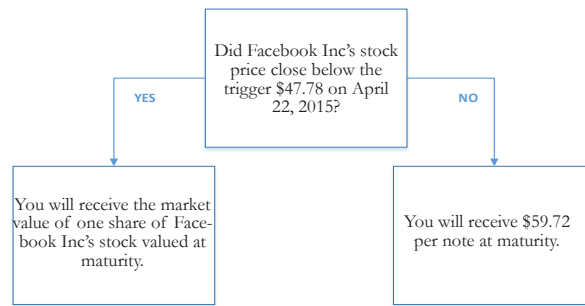 Did Facebook Inc's stock
price close below the
trigger $47.78 on April
22, 2015?
YES
NO
You will receive the market
value of one share of Face-
book Inc's stock valued at
maturity.
You will receive $59.72
per note at maturity.